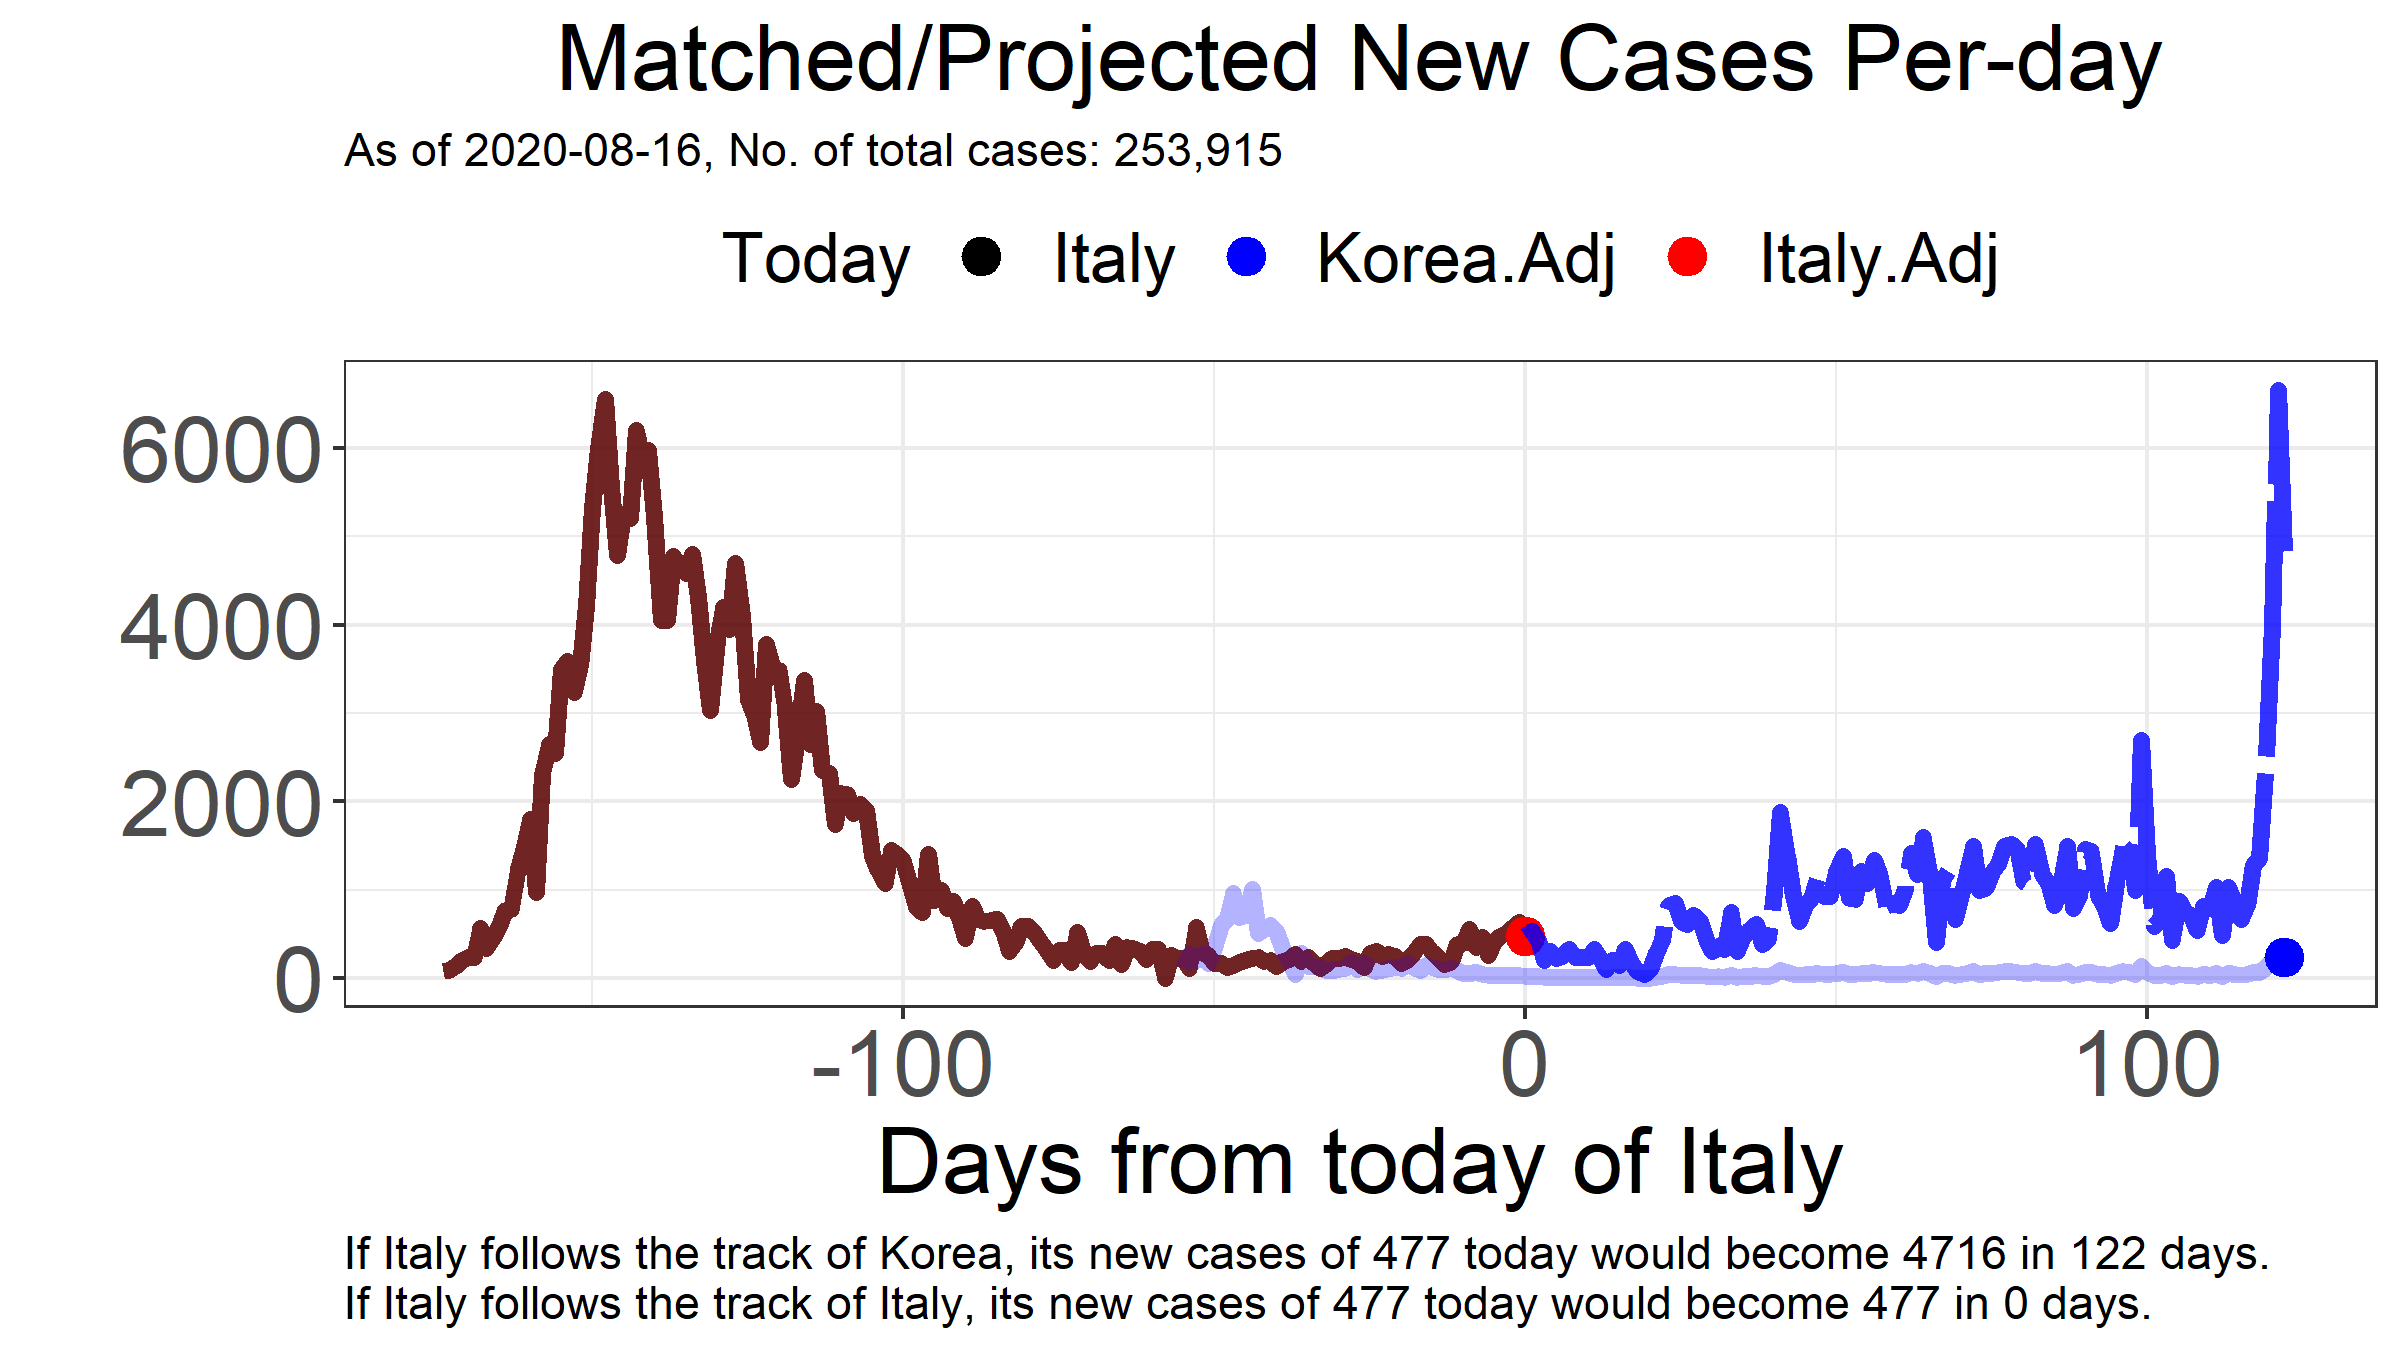 Matched/Projected New Cases Per-day
As of 2020-08-16, No. of total cases: 253,915
Today Italy Korea.Adj Italy.Adj
6000
4000
2000
0
-100 0 100
Days from today of Italy
If Italy follows the track of Korea, its new cases of 477 today would become 4716 in 122 days.
If Italy follows the track of Italy, its new cases of 477 today would become 477 in 0 days.